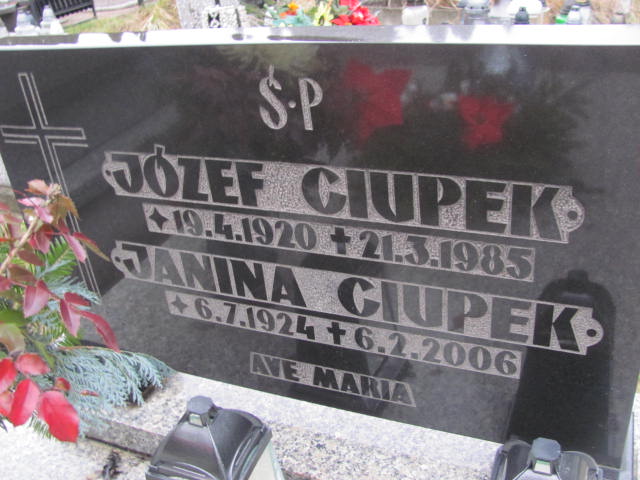 Ś.P
JÓZEF CIUPEK
19.4.1920 ✝ 21.3.1985
JANINA CIUPEK
6.7.1924 ✝ 6.2.2006
AVE MARIA